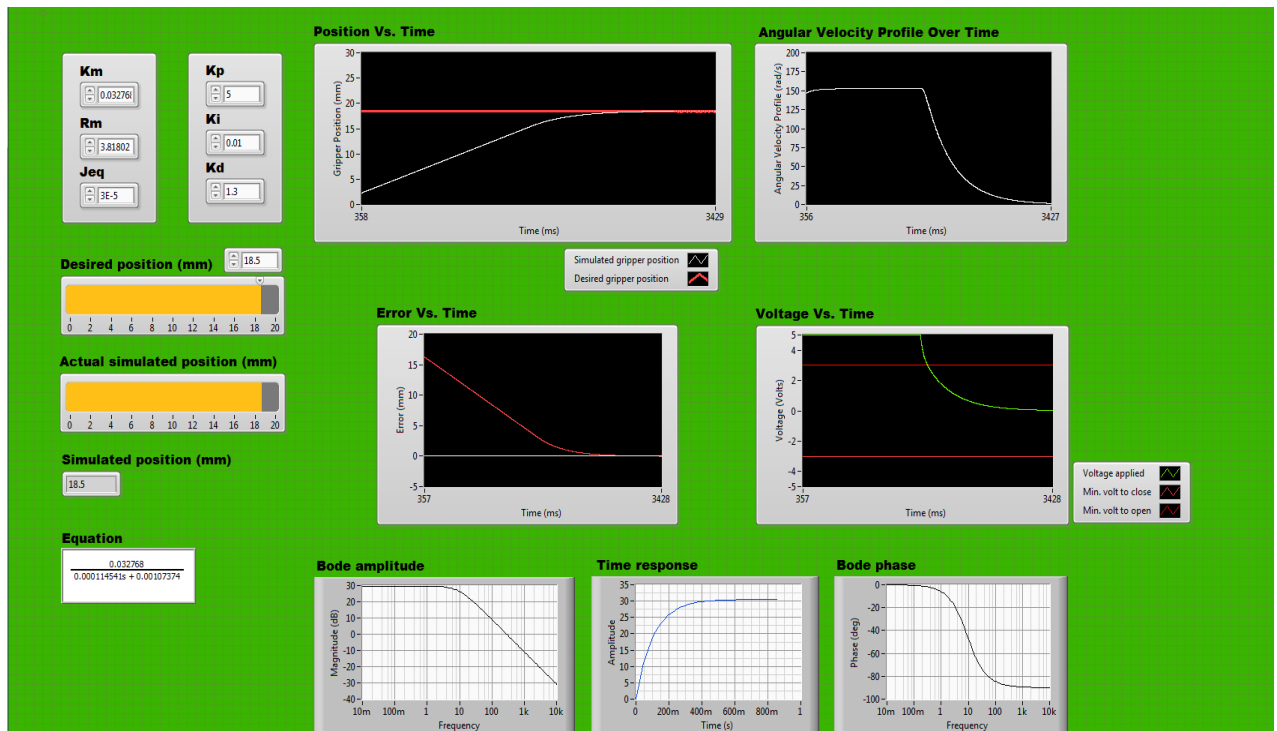 Km
0.032768
Rm
3.81802
Jeq
3E-5
Kp
5
Ki
0.01
Kd
1.3
Position Vs. Time
Gripper Position (mm)
30
25
20
15
10
5
0
358
3429
Time (ms)
Simulated gripper position
Desired gripper position
Angular Velocity Profile Over Time
Angular Velocity Profile (rad/s)
200
175
150
125
100
75
50
25
0
356
3427
Time (ms)
Desired position (mm)
18.5
0 2 4 6 8 10 12 14 16 18 20
Actual simulated position (mm)
0 2 4 6 8 10 12 14 16 18 20
Simulated position (mm)
18.5
Equation
0.032768
0.000114541s + 0.00107374
Error Vs. Time
Error (mm)
20
15
10
5
0
-5
357
3428
Time (ms)
Voltage Vs. Time
Voltage (Volts)
5
4
2
0
-2
-4
-5
357
3428
Time (ms)
Voltage applied
Min. volt to close
Min. volt to open
Bode amplitude
Magnitude (dB)
30
20
10
0
-10
-20
-30
-40
10m 100m 1 10 100 1k 10k
Frequency
Time response
Amplitude
35
30
25
20
15
10
5
0
0 200m 400m 600m 800m 1
Time (s)
Bode phase
Phase (deg)
0
-20
-40
-60
-80
-100
10m 100m 1 10 100 1k 10k
Frequency